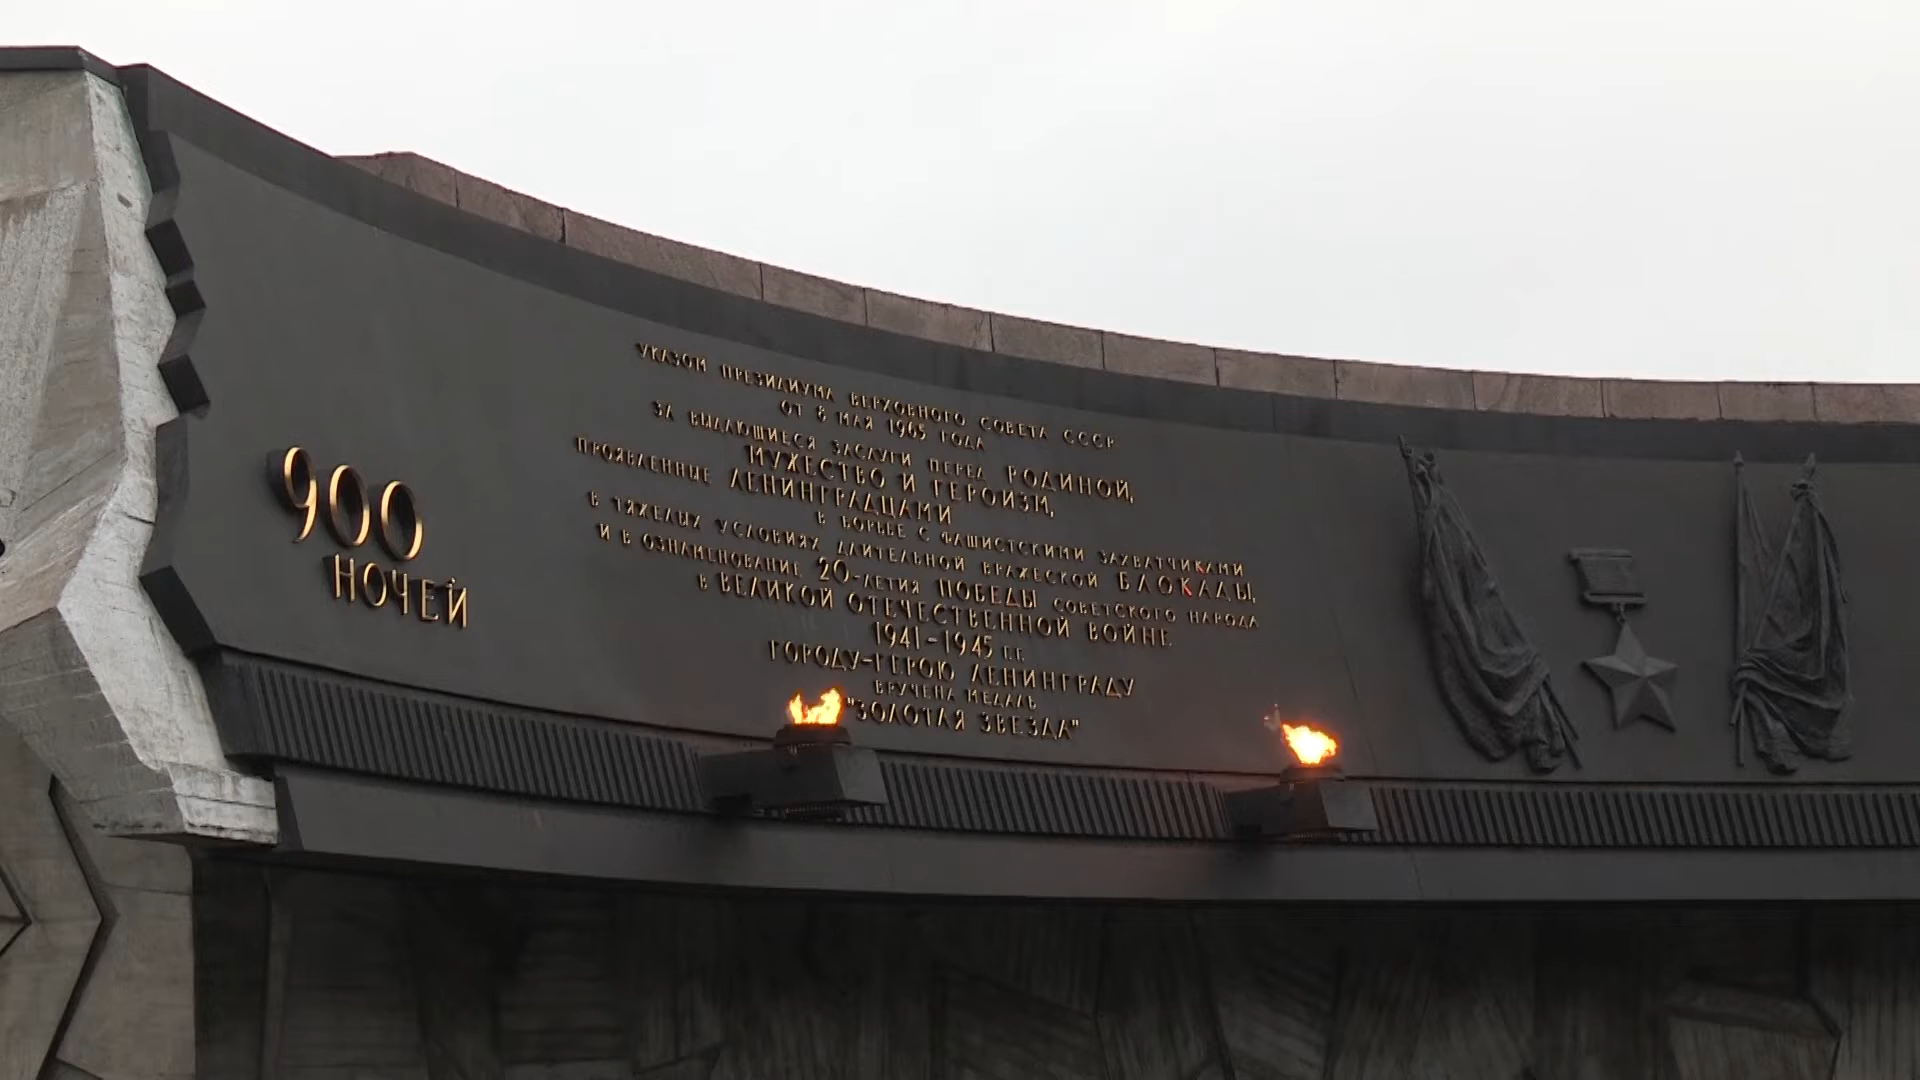 900
НОЧЕЙ
УКАЗОМ ПРЕЗИДИУМА ВЕРХОВНОГО СОВЕТА СССР
ОТ 8 МАЯ 1965 ГОДА
ЗА ВЫДАЮЩИЕСЯ ЗАСЛУГИ ПЕРЕД РОДИНОЙ,
МУЖЕСТВО И ГЕРОИЗМ,
ПРОЯВЛЕННЫЕ ЛЕНИНГРАДЦАМИ
В БОРЬБЕ С ФАШИСТСКИМИ ЗАХВАТЧИКАМИ
В ТЯЖЕЛЫХ УСЛОВИЯХ ДЛИТЕЛЬНОЙ ВРАЖЕСКОЙ БЛОКАДЫ,
И В ОЗНАМЕНОВАНИЕ 20-ЛЕТИЯ ПОБЕДЫ СОВЕТСКОГО НАРОДА
В ВЕЛИКОЙ ОТЕЧЕСТВЕННОЙ ВОЙНЕ
1941-1945 Г.Г.
ГОРОДУ-ГЕРОЮ ЛЕНИНГРАДУ
ВРУЧЕНА МЕДАЛЬ
"ЗОЛОТАЯ ЗВЕЗДА"